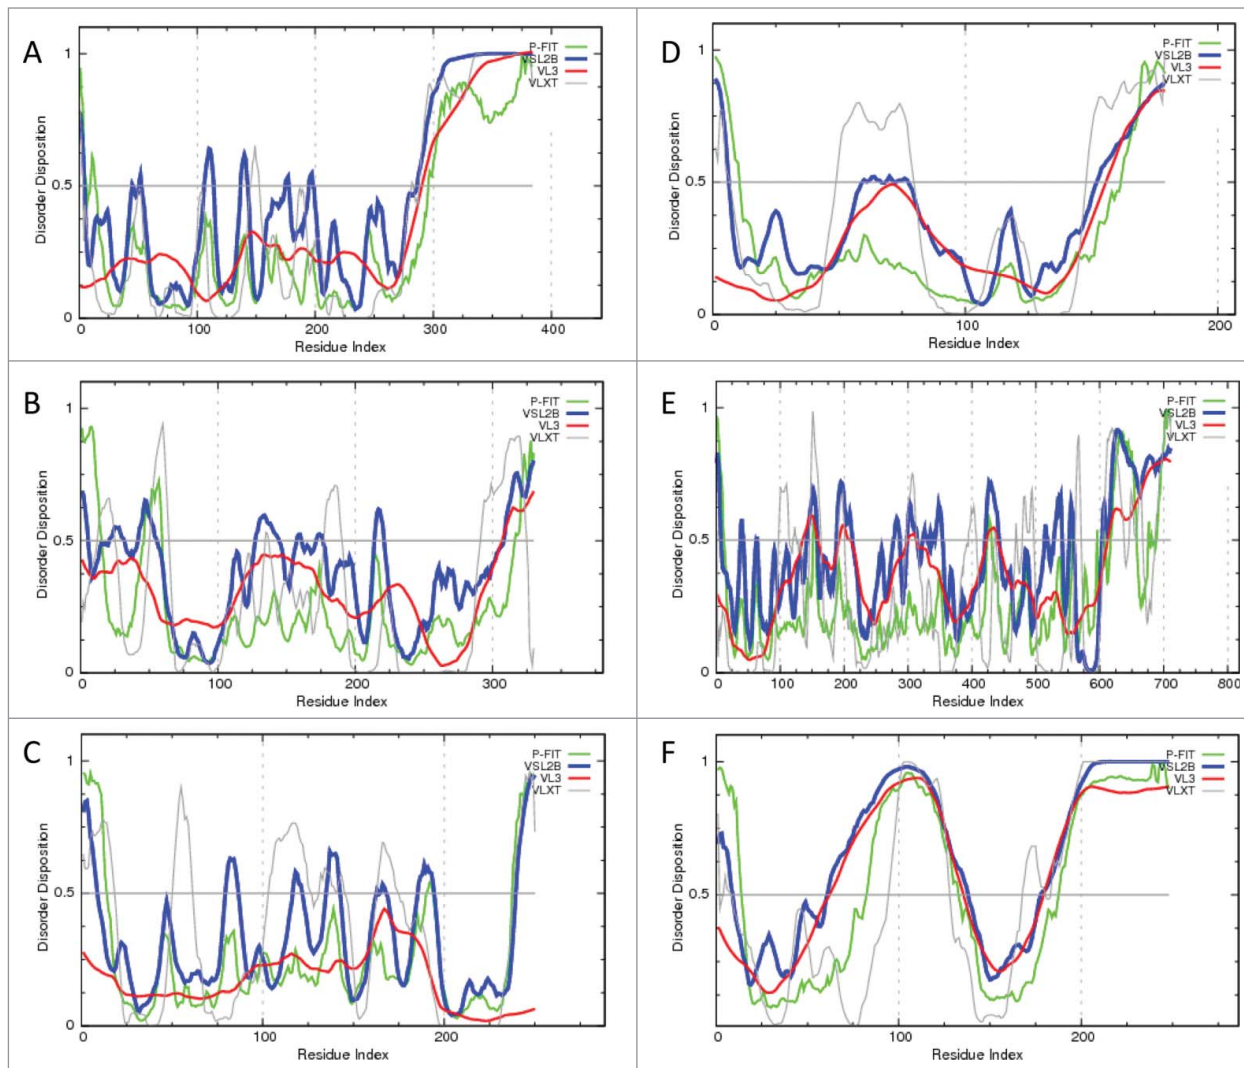 A
Disorder Disposition
1
0.5
0
P-FIT
VSL2B
VL3
VLXT
0 100 200 300 400
Residue Index
D
Disorder Disposition
1
0.5
0
P-FIT
VSL2B
VL3
VLXT
0 100 200
Residue Index
B
Disorder Disposition
1
0.5
0
P-FIT
VSL2B
VL3
VLXT
0 100 200 300
Residue Index
E
Disorder Disposition
1
0.5
0
P-FIT
VSL2B
VL3
VLXT
0 100 200 300 400 500 600 700 800
Residue Index
C
Disorder Disposition
1
0.5
0
P-FIT
VSL2B
VL3
VLXT
0 100 200
Residue Index
F
Disorder Disposition
1
0.5
0
P-FIT
VSL2B
VL3
VLXT
0 100 200
Residue Index